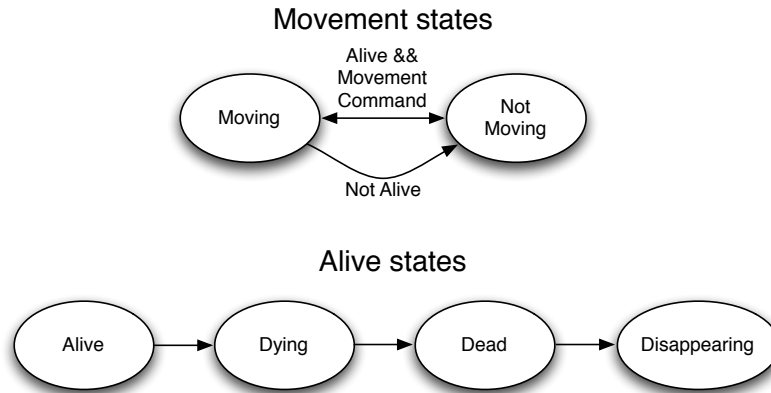 Movement states
Alive &&
Movement
Command
Moving
Not
Moving
Not Alive
Alive states
Alive
Dying
Dead
Disappearing